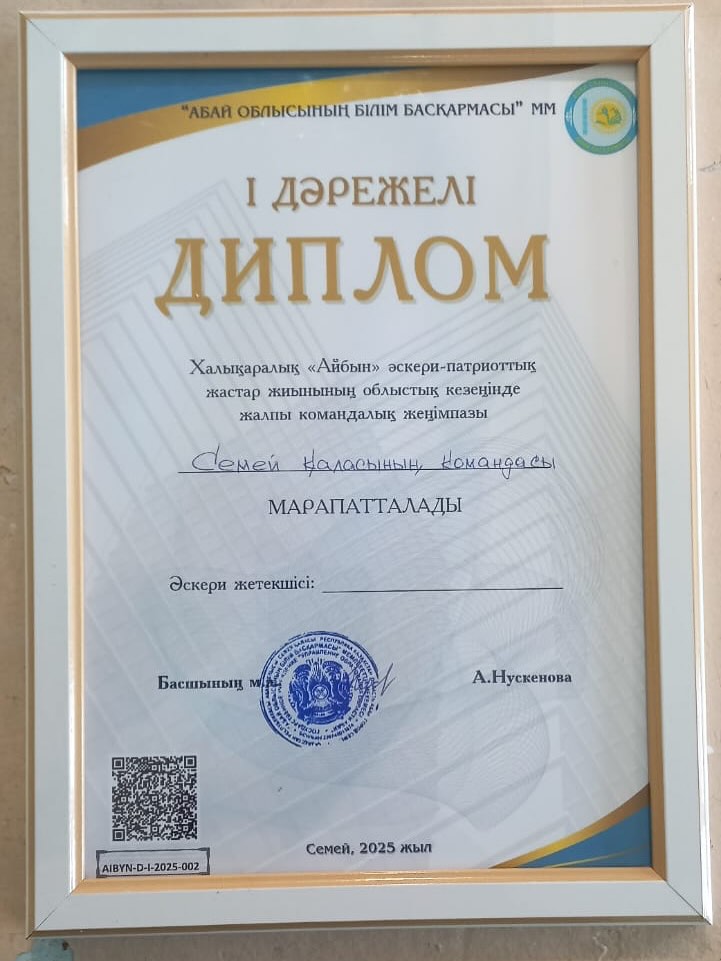 "АБАЙ ОБЛЫСЫНЫҢ БІЛІМ БАСҚАРМАСЫ" ММ
І ДӘРЕЖЕЛІ
ДИПЛОМ
Халықаралық «Айбын» әскери-патриоттық
жастар жиынының облыстық кезеңінде
жалпы командалық жеңімпазы
Семей қаласының командасы
МАРАПАТТАЛАДЫ
Әскери жетекшісі:
Басшының А.Нускенова
Семей, 2025 жыл
AIBYN-D-I-2025-002